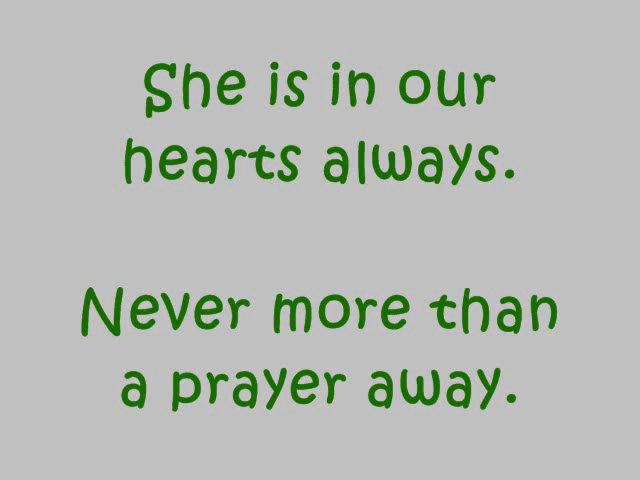 She is in our
hearts always.
Never more than
a prayer away.